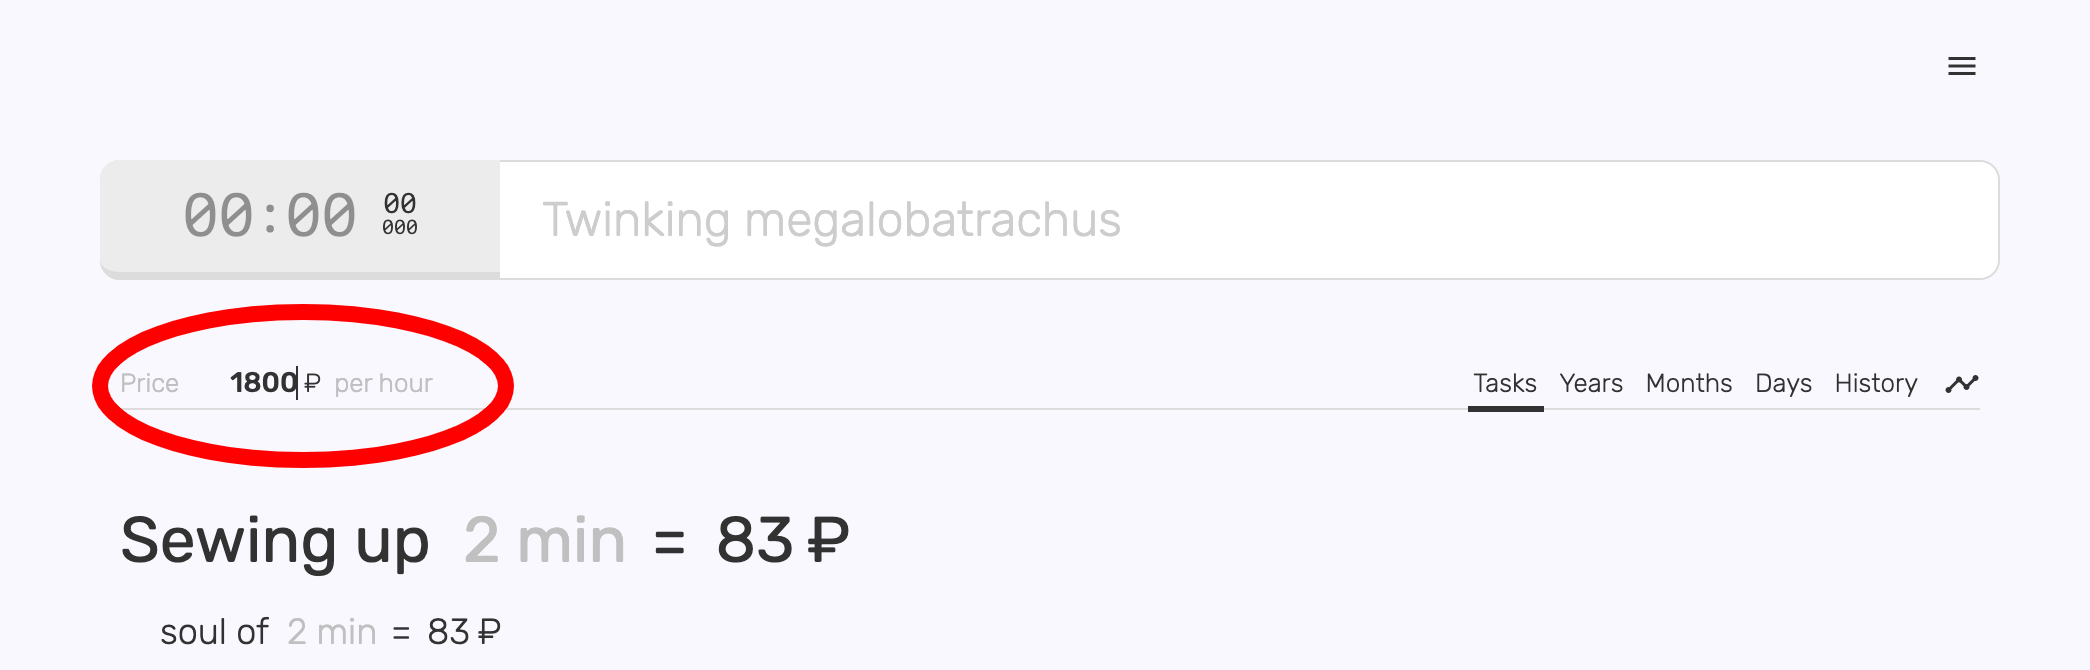 00:00 00 000 Twinking megalobatrachus
Price 1800 ₽ per hour Tasks Years Months Days History
Sewing up 2 min = 83 ₽
soul of 2 min = 83 ₽